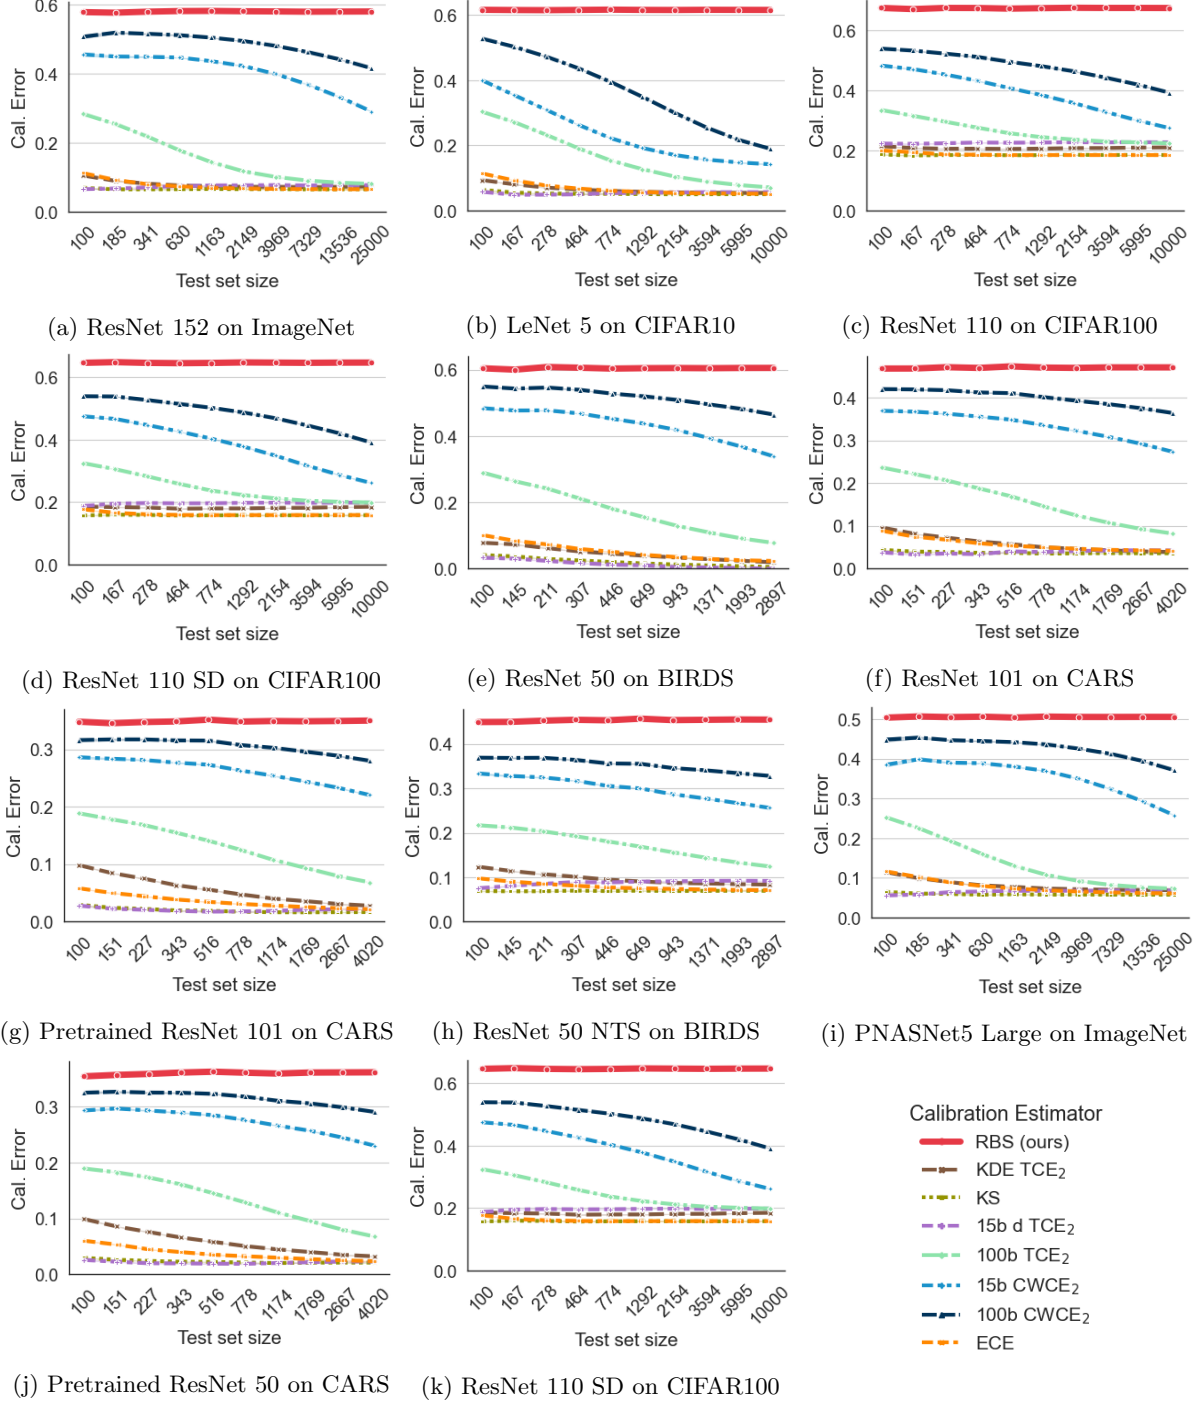 0.6
0.4
0.2
0.0
Cal. Error
100 185 341 630 1163 2149 3969 7329 13536 25000
Test set size
(a) ResNet 152 on ImageNet
0.6
0.4
0.2
0.0
Cal. Error
100 167 278 464 774 1292 2154 3594 5995 10000
Test set size
(b) LeNet 5 on CIFAR10
0.6
0.4
0.2
0.0
Cal. Error
100 167 278 464 774 1292 2154 3594 5995 10000
Test set size
(c) ResNet 110 on CIFAR100
0.6
0.4
0.2
0.0
Cal. Error
100 167 278 464 774 1292 2154 3594 5995 10000
Test set size
(d) ResNet 110 SD on CIFAR100
0.6
0.4
0.2
0.0
Cal. Error
100 145 211 307 446 649 943 1371 1993 2897
Test set size
(e) ResNet 50 on BIRDS
0.4
0.3
0.2
0.1
0.0
Cal. Error
100 151 227 343 516 778 1174 1769 2667 4020
Test set size
(f) ResNet 101 on CARS
0.3
0.2
0.1
0.0
Cal. Error
100 151 227 343 516 778 1174 1769 2667 4020
Test set size
(g) Pretrained ResNet 101 on CARS
0.4
0.3
0.2
0.1
0.0
Cal. Error
100 145 211 307 446 649 943 1371 1993 2897
Test set size
(h) ResNet 50 NTS on BIRDS
0.5
0.4
0.3
0.2
0.1
0.0
Cal. Error
100 185 341 630 1163 2149 3969 7329 13536 25000
Test set size
(i) PNASNet5 Large on ImageNet
0.3
0.2
0.1
0.0
Cal. Error
100 151 227 343 516 778 1174 1769 2667 4020
Test set size
(j) Pretrained ResNet 50 on CARS
0.6
0.4
0.2
0.0
Cal. Error
100 167 278 464 774 1292 2154 3594 5995 10000
Test set size
(k) ResNet 110 SD on CIFAR100
Calibration Estimator
RBS (ours)
KDE TCE₂
KS
15b d TCE₂
100b TCE₂
15b CWCE₂
100b CWCE₂
ECE